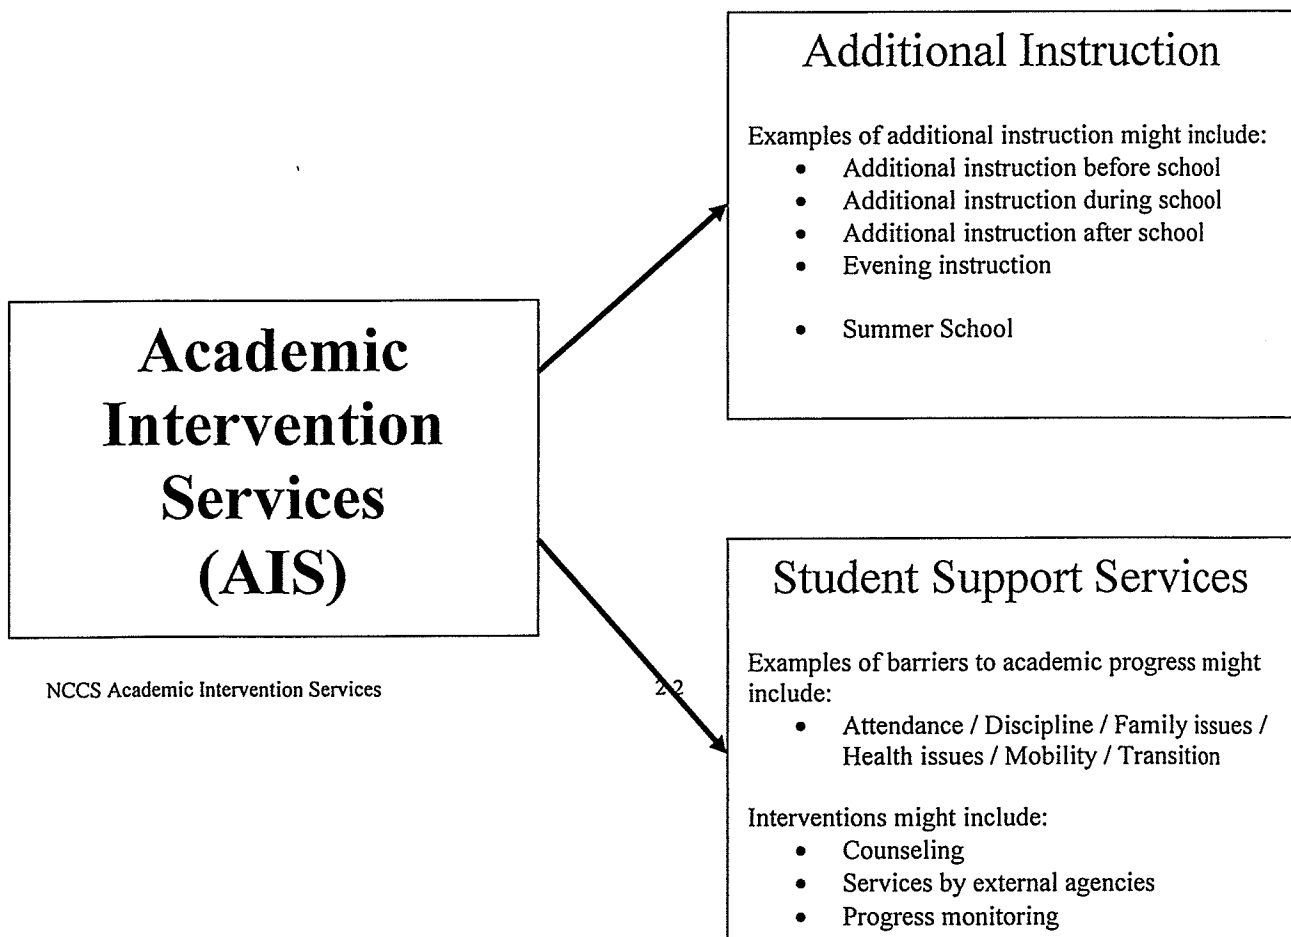 Additional Instruction
Examples of additional instruction might include:
• Additional instruction before school
• Additional instruction during school
• Additional instruction after school
• Evening instruction
• Summer School
Academic
Intervention
Services
(AIS)
NCCS Academic Intervention Services
22
Student Support Services
Examples of barriers to academic progress might
include:
• Attendance / Discipline / Family issues /
Health issues / Mobility / Transition
Interventions might include:
• Counseling
• Services by external agencies
• Progress monitoring